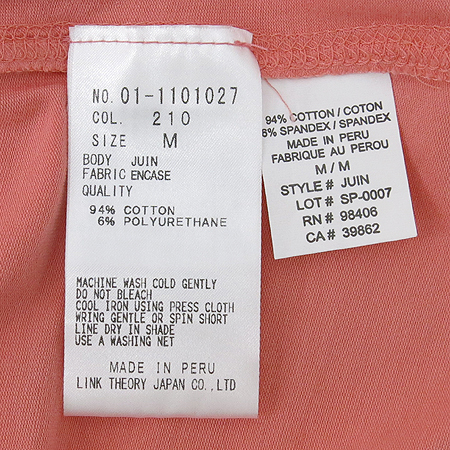 NO. 01-1101027
COL. 210
SIZE M
BODY JUIN
FABRIC ENCASE
QUALITY
94% COTTON
6% POLYURETHANE
MACHINE WASH COLD GENTLY
DO NOT BLEACH
COOL IRON USING PRESS CLOTH
WRING GENTLE OR SPIN SHORT
LINE DRY IN SHADE
USE A WASHING NET
MADE IN PERU
LINK THEORY JAPAN CO.,LTD
94% COTTON / COTON
6% SPANDEX / SPANDEX
MADE IN PERU
FABRIQUE AU PEROU
M / M
STYLE# JUIN
LOT# SP-0007
RN# 98406
CA# 39862